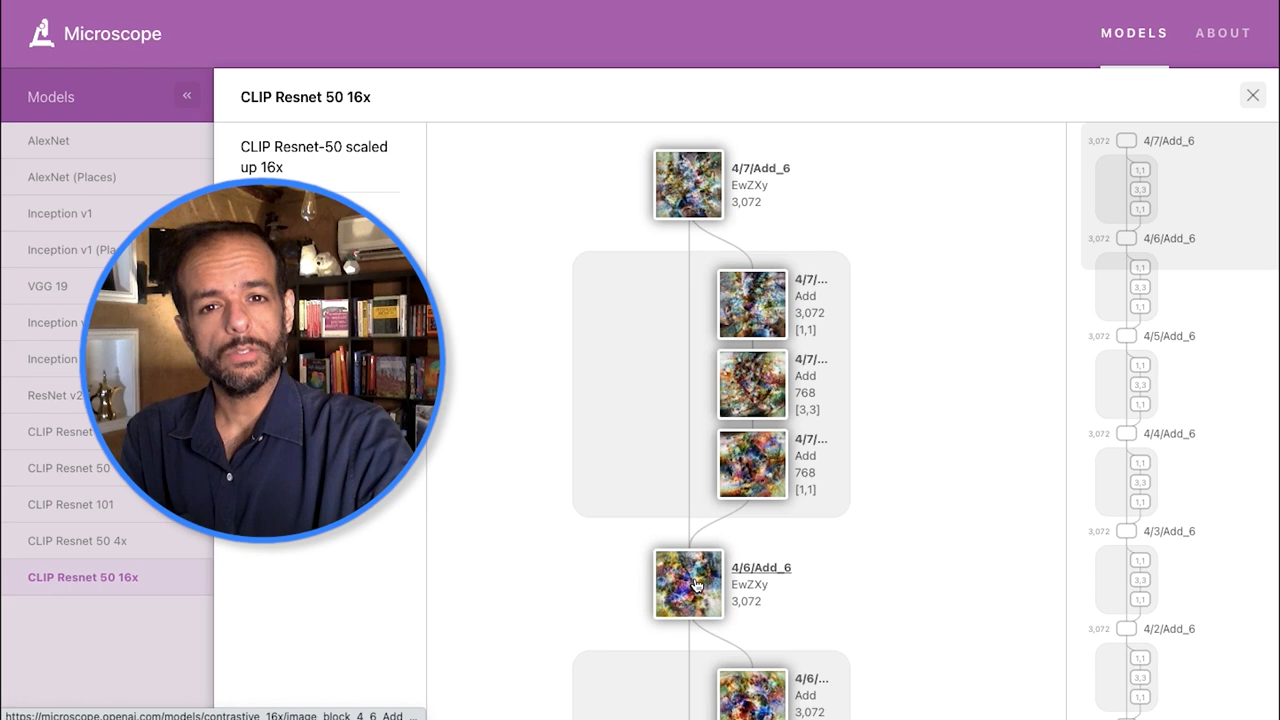 Microscope
MODELS
ABOUT
Models
«
CLIP Resnet 50 16x
AlexNet
AlexNet (Places)
Inception v1
Inception v1 (Pla
VGG 19
Inception
Inception
ResNet v2
CLIP Resnet
CLIP Resnet 50
CLIP Resnet 101
CLIP Resnet 50 4x
CLIP Resnet 50 16x
CLIP Resnet-50 scaled
up 16x
4/7/Add_6
EwZXy
3,072
4/7/...
Add
3,072
[1,1]
4/7/...
Add
768
[3,3]
4/7/...
Add
768
[1,1]
4/6/Add_6
EwZXy
3,072
4/6/...
Add
3,072
3,072 4/7/Add_6
1,1
3,3
1,1
3,072 4/6/Add_6
1,1
3,3
1,1
3,072 4/5/Add_6
1,1
3,3
1,1
3,072 4/4/Add_6
1,1
3,3
1,1
3,072 4/3/Add_6
1,1
3,3
1,1
3,072 4/2/Add_6
1,1
3,3
1,1
https://microscope.openai.com/models/contrastive_16x/image_block_4_6_Add_...